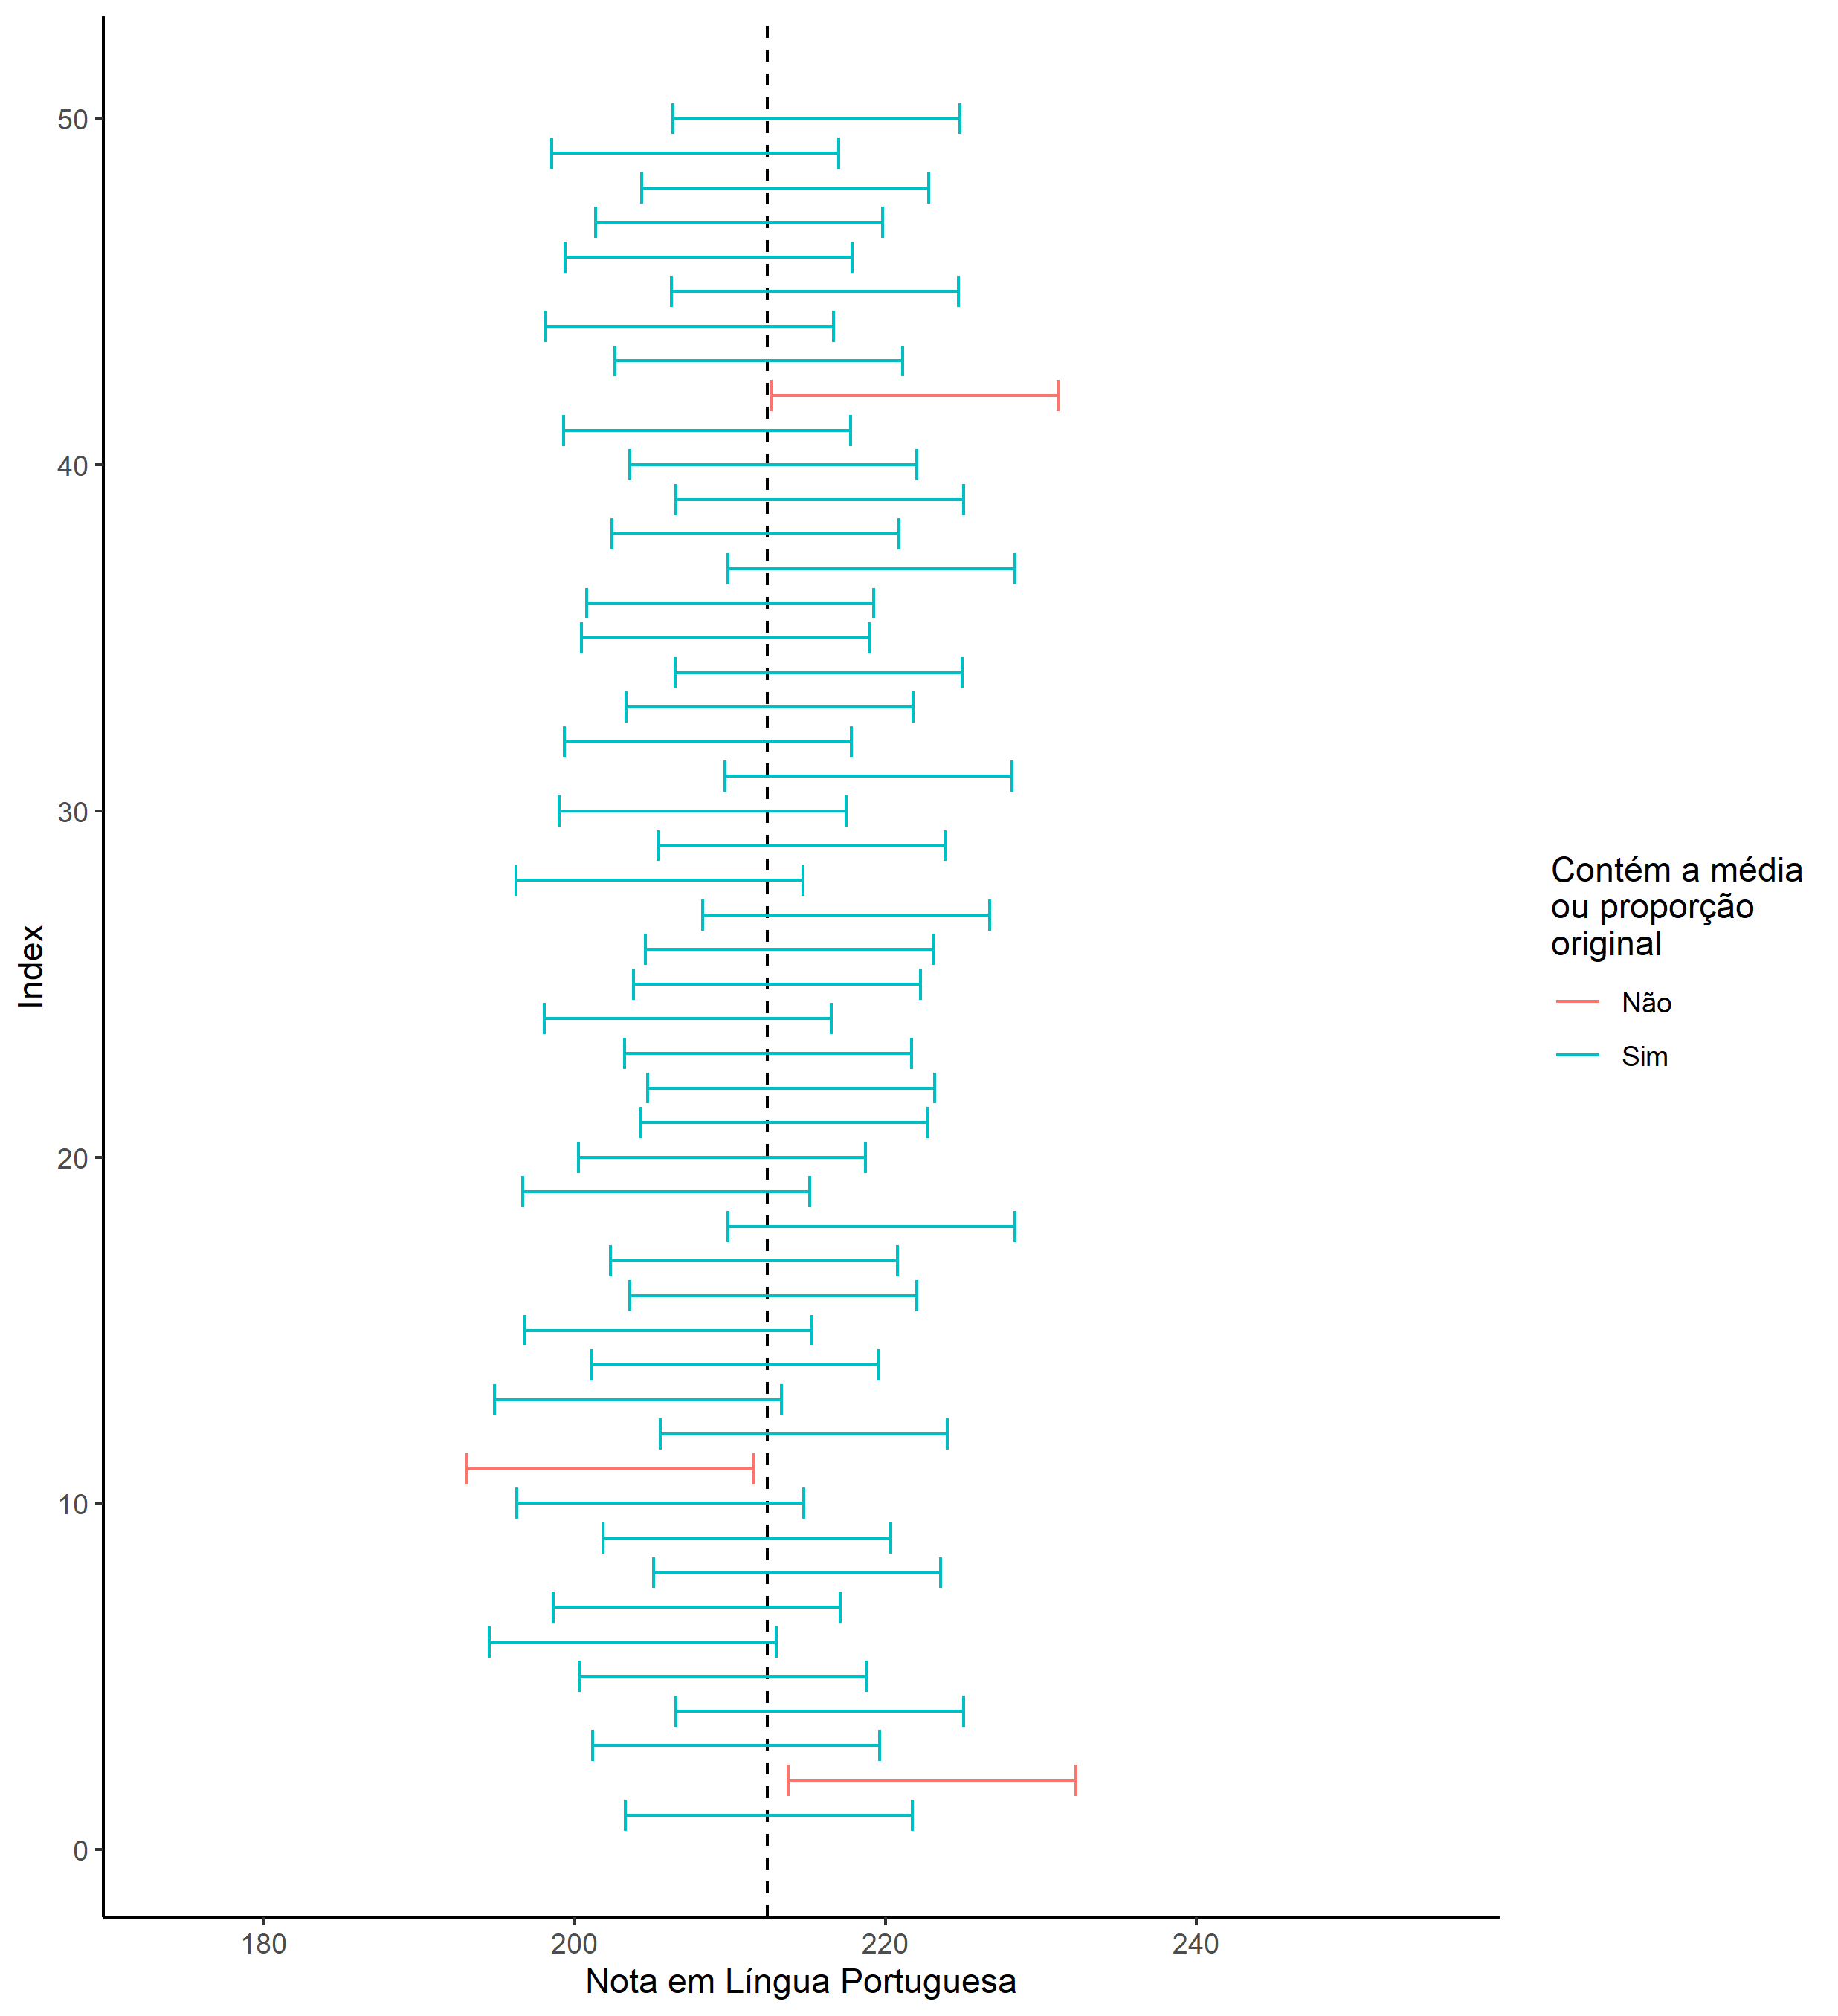 50
40
30
20
10
0
Index
180 200 220 240
Nota em Língua Portuguesa
Contém a média
ou proporção
original
Não
Sim